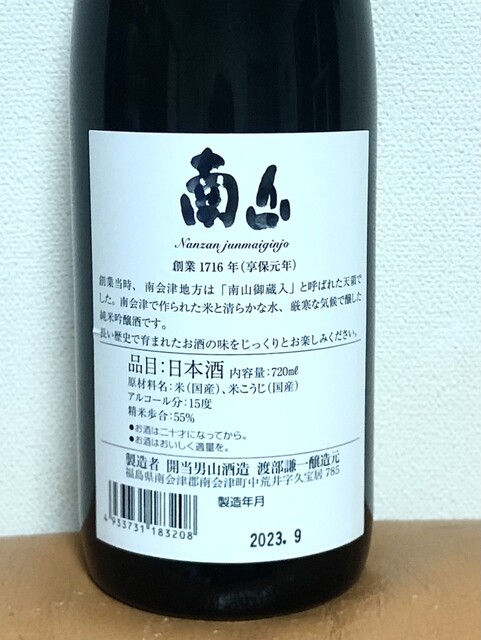 南山
Nanzan junmaiginjo
創業1716年(享保元年)
創業当時、南会津地方は「南山御蔵入」と呼ばれた天領で
した。南会津で作られた米と清らかな水、厳寒な気候で醸した
純米吟醸酒です。
長い歴史で育まれたお酒の味をじっくりとお楽しみください。
品目:日本酒 内容量:720mℓ
原材料名:米(国産)、米こうじ(国産)
アルコール分:15度
精米歩合:55%
●お酒は二十才になってから。
●お酒はおいしく適量を。
製造者 開当男山酒造 渡部謙一醸造元
福島県南会津郡南会津町中荒井字久宝居785
製造年月
4933731183208
2023.9